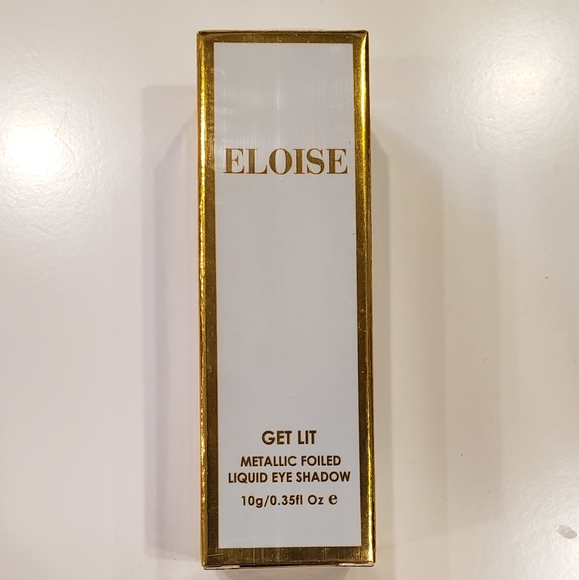 ELOISE
GET LIT
METALLIC FOILED
LIQUID EYE SHADOW
10g/0.35fl Oz ℮